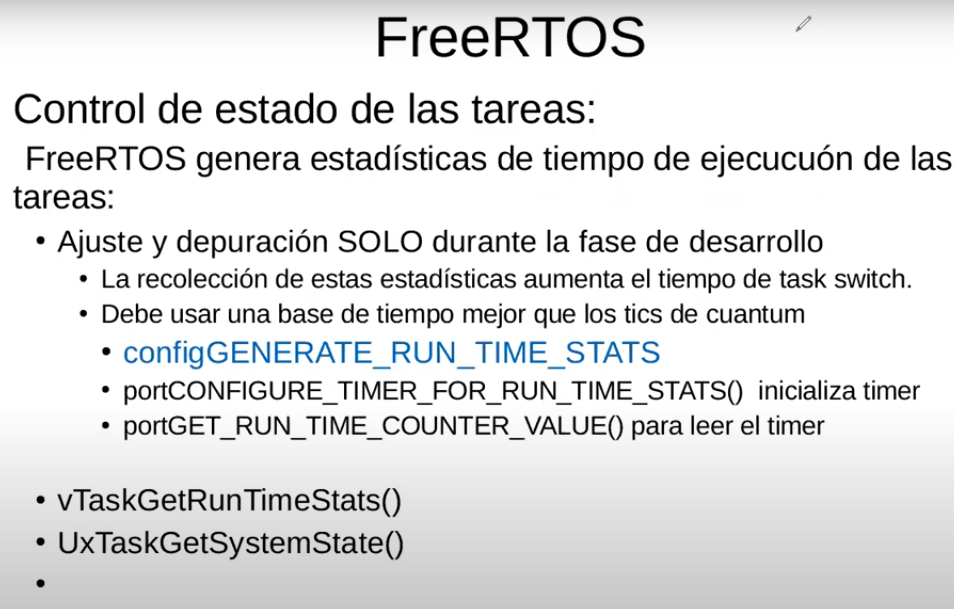 FreeRTOS
Control de estado de las tareas:
FreeRTOS genera estadísticas de tiempo de ejecucuón de las
tareas:
• Ajuste y depuración SOLO durante la fase de desarrollo
• La recolección de estas estadísticas aumenta el tiempo de task switch.
• Debe usar una base de tiempo mejor que los tics de cuantum
• configGENERATE_RUN_TIME_STATS
• portCONFIGURE_TIMER_FOR_RUN_TIME_STATS() inicializa timer
• portGET_RUN_TIME_COUNTER_VALUE() para leer el timer
• vTaskGetRunTimeStats()
• UxTaskGetSystemState()
•